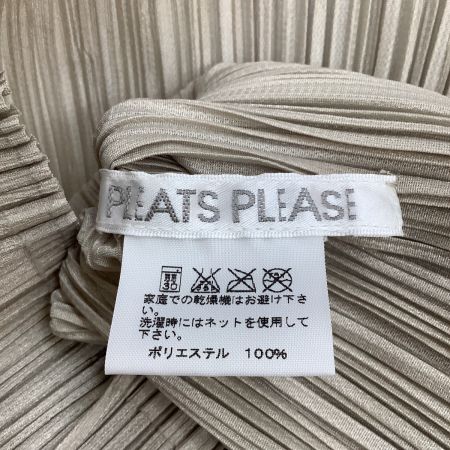 PLEATS PLEASE
30
家庭での乾燥機はお避け下さ
い。
洗濯時にはネットを使用して
下さい。
ポリエステル 100%